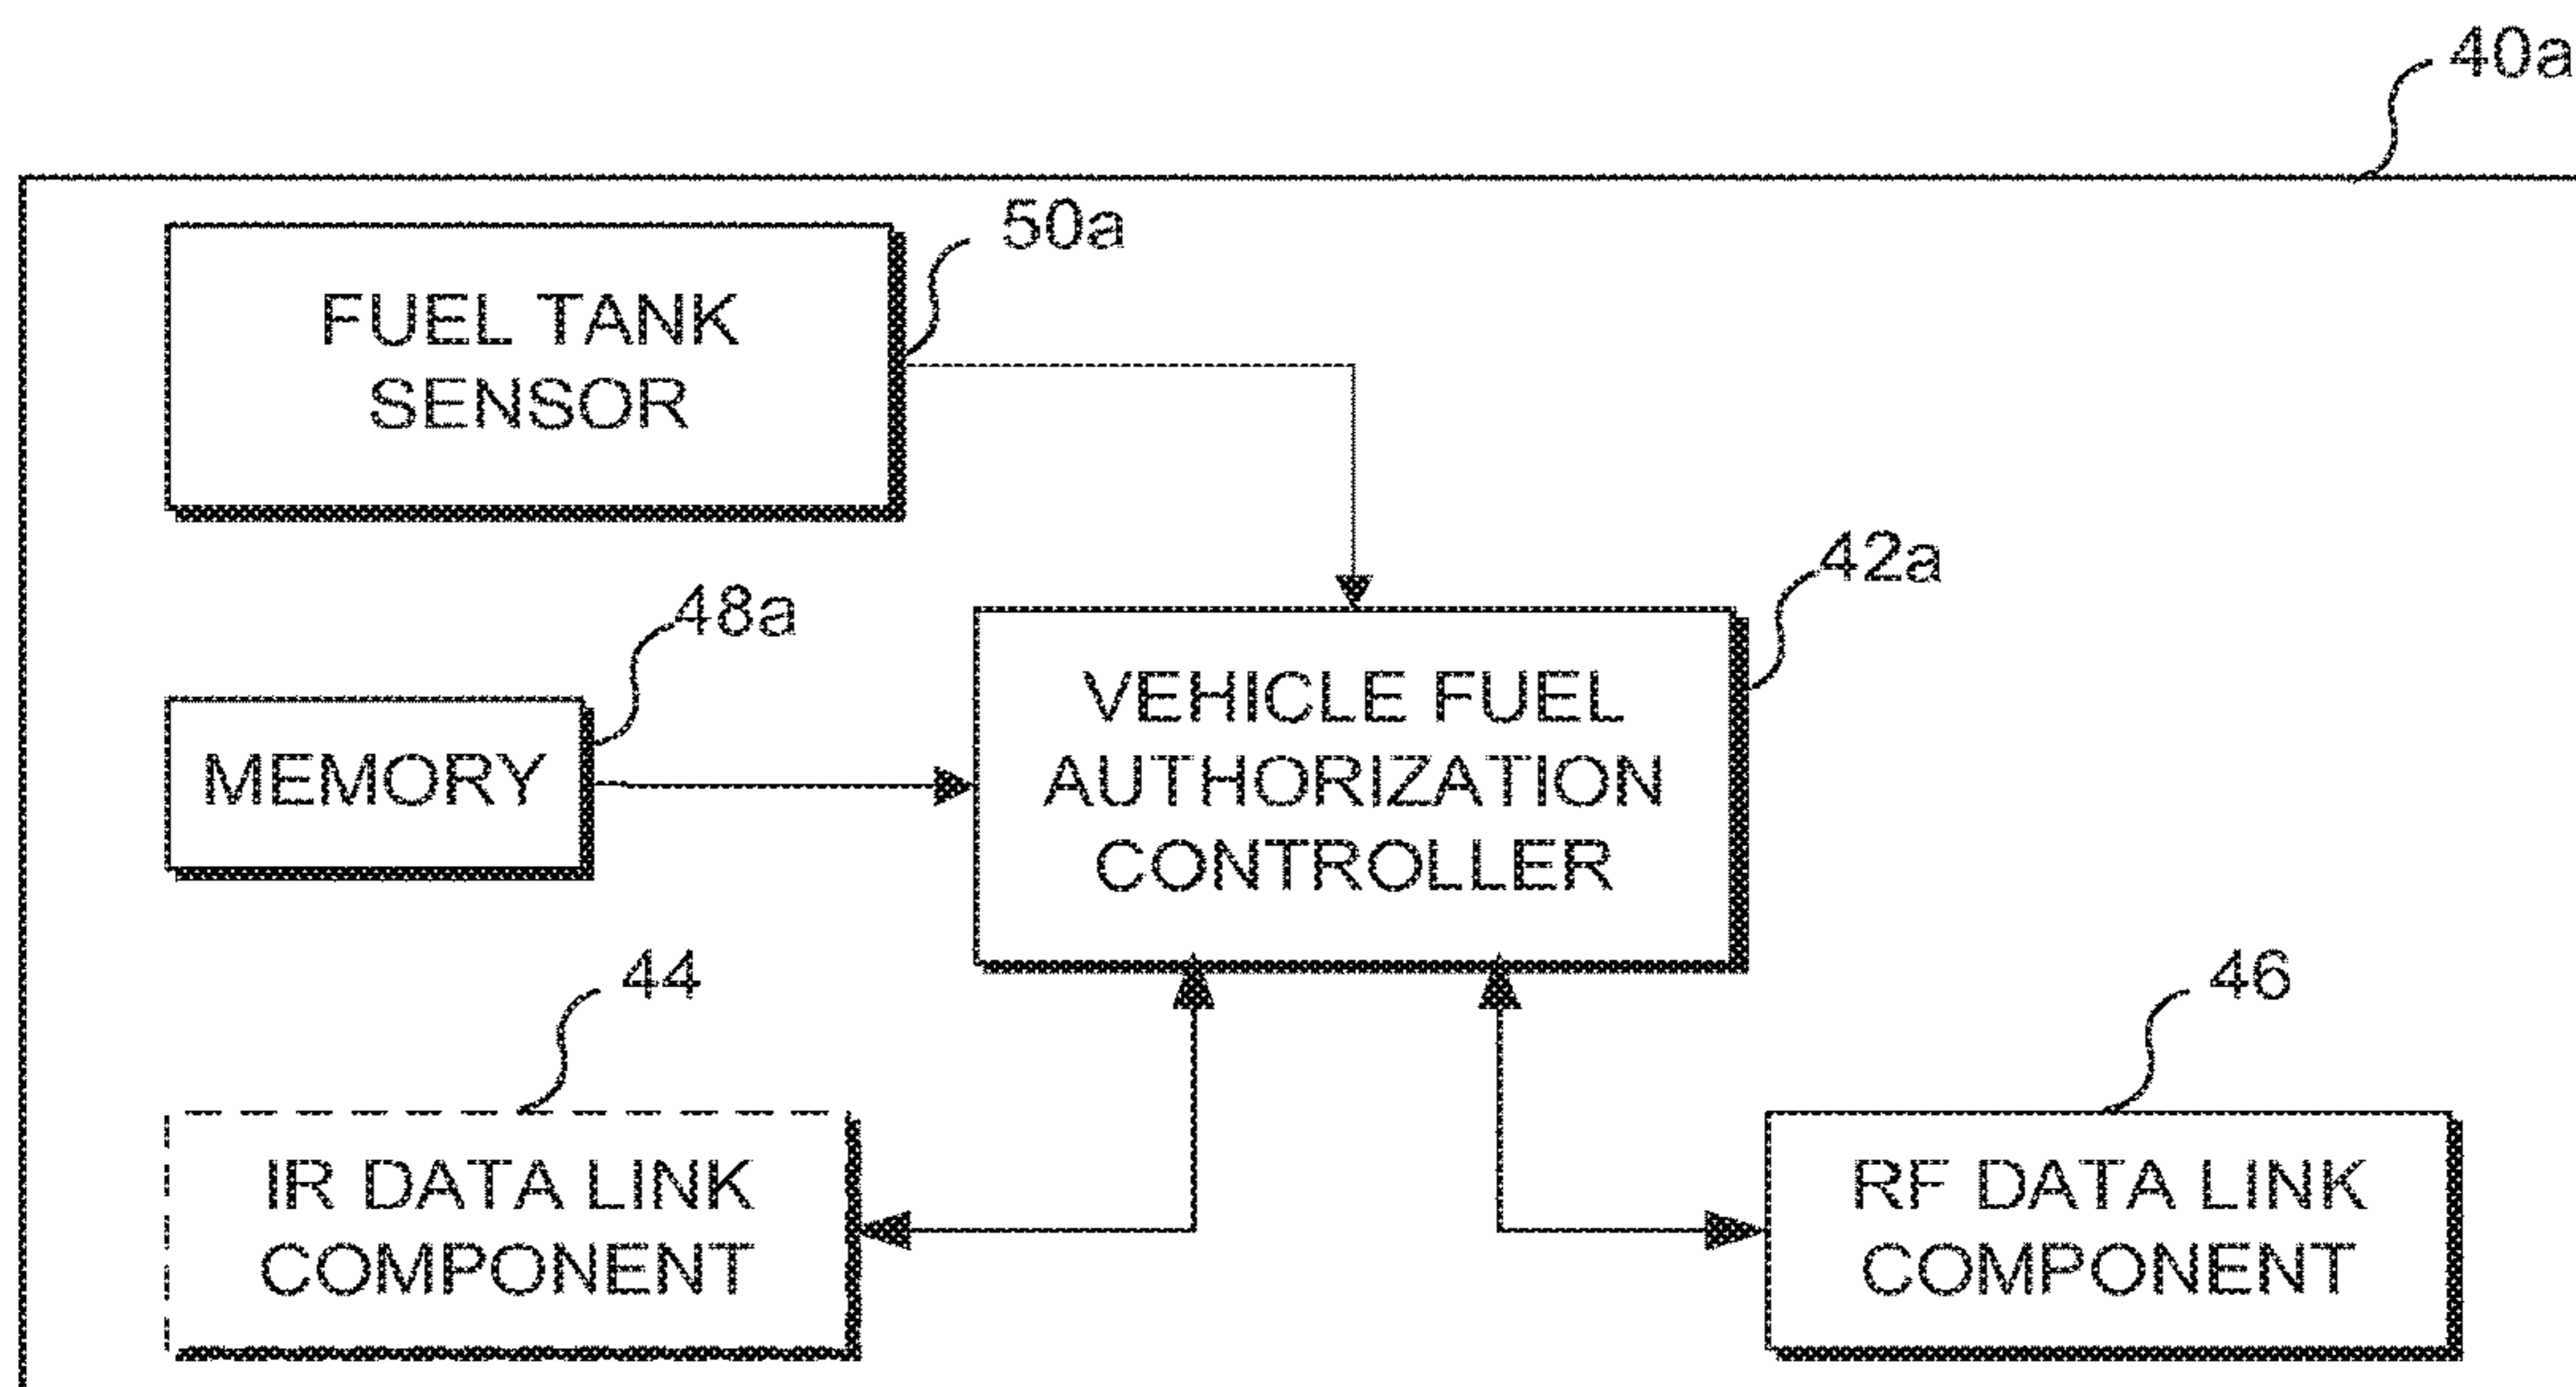 40a
50a
FUEL TANK
SENSOR
42a
48a
VEHICLE FUEL
AUTHORIZATION
CONTROLLER
MEMORY
44
46
IR DATA LINK
COMPONENT
RF DATA LINK
COMPONENT